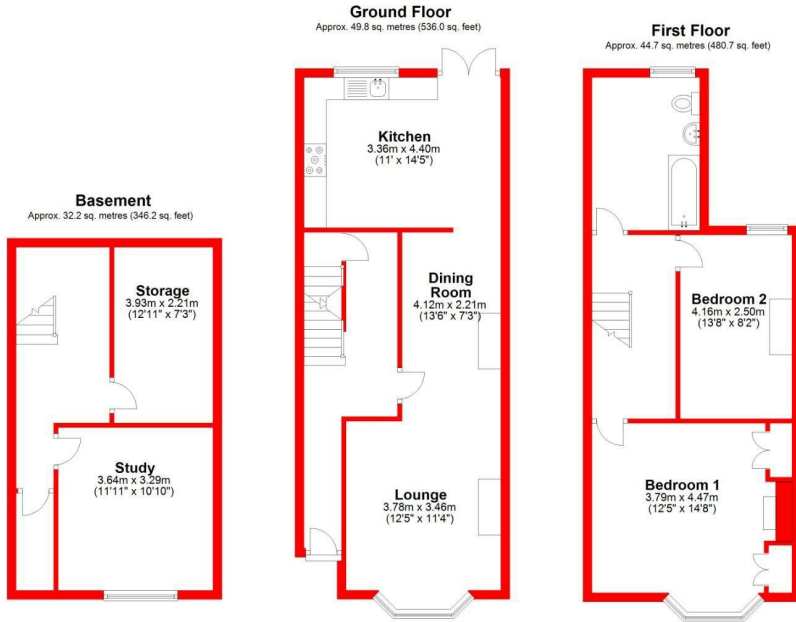 Ground Floor
Approx. 49.8 sq. metres (536.0 sq. feet)
Kitchen
3.36m x 4.40m
(11' x 14'5")
Dining
Room
4.12m x 2.21m
(13'6" x 7'3")
Lounge
3.78m x 3.46m
(12'5" x 11'4")
First Floor
Approx. 44.7 sq. metres (480.7 sq. feet)
Bedroom 2
4.16m x 2.50m
(13'8" x 8'2")
Bedroom 1
3.79m x 4.47m
(12'5" x 14'8")
Basement
Approx. 32.2 sq. metres (346.2 sq. feet)
Storage
3.93m x 2.21m
(12'11" x 7'3")
Study
3.64m x 3.29m
(11'11" x 10'10")